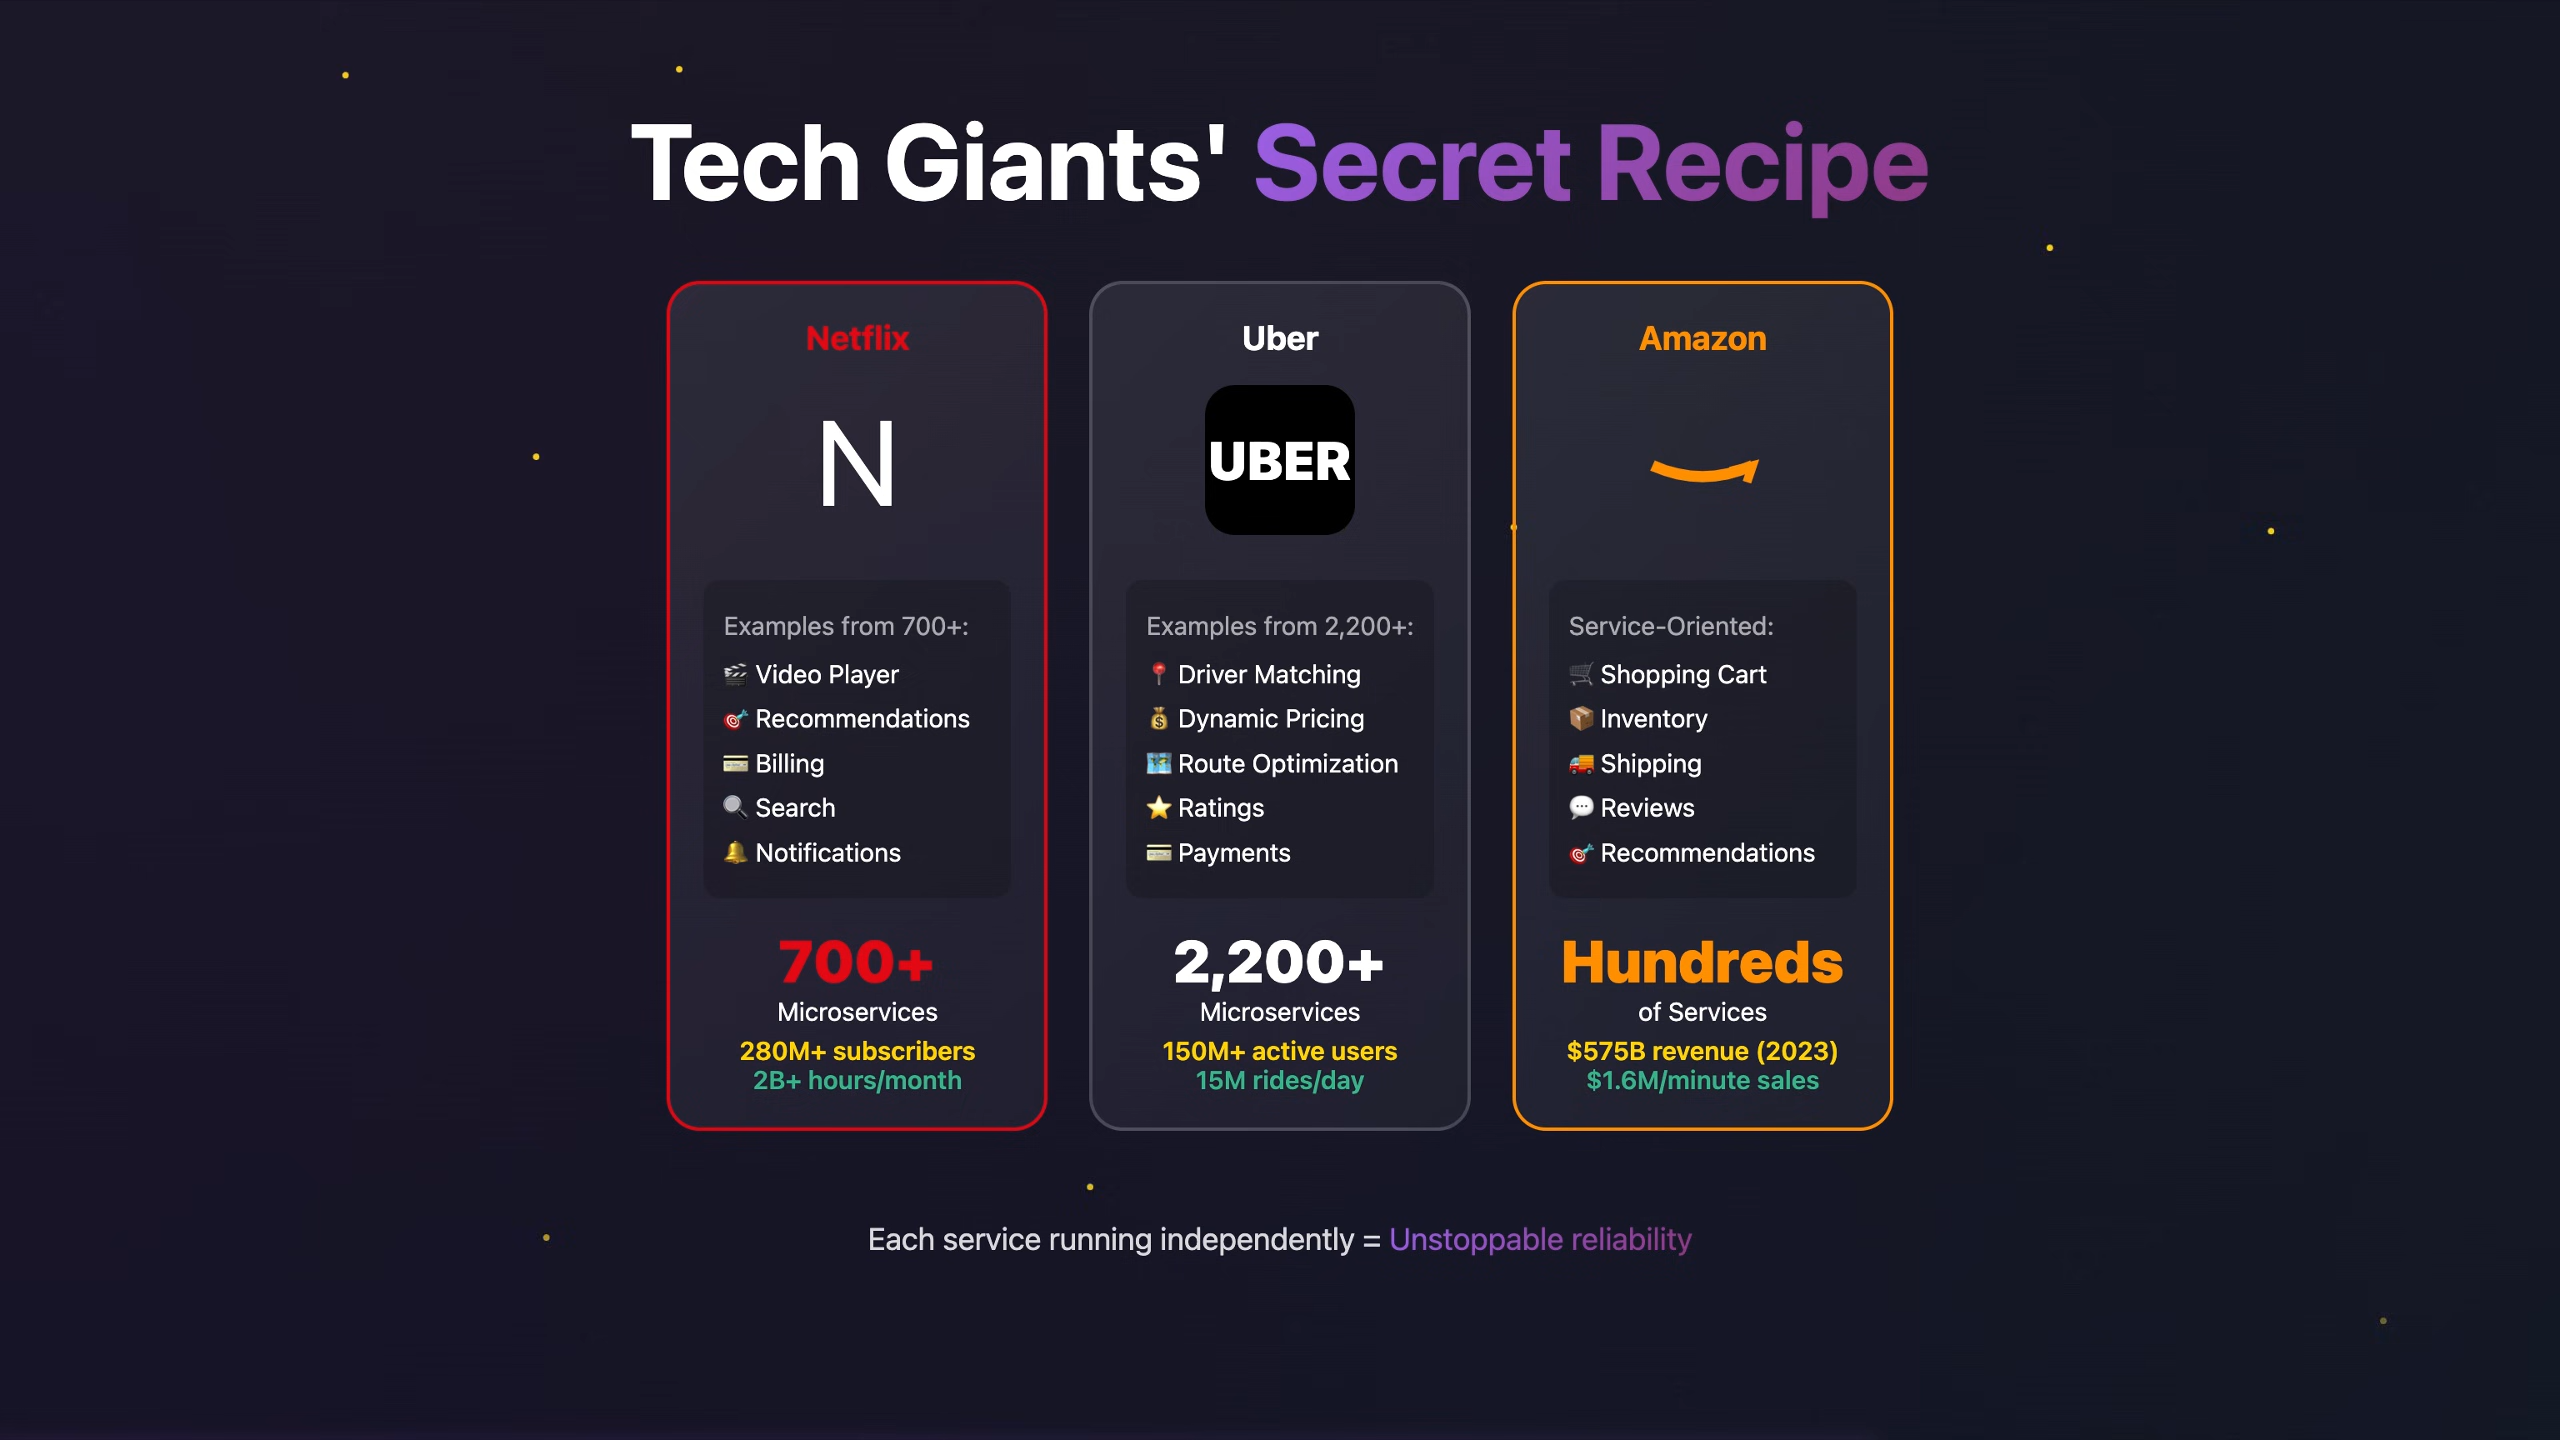 Tech Giants' Secret Recipe
Netflix
N
Examples from 700+:
Video Player
Recommendations
Billing
Search
Notifications
700+
Microservices
280M+ subscribers
2B+ hours/month
Uber
UBER
Examples from 2,200+:
Driver Matching
Dynamic Pricing
Route Optimization
Ratings
Payments
2,200+
Microservices
150M+ active users
15M rides/day
Amazon
Service-Oriented:
Shopping Cart
Inventory
Shipping
Reviews
Recommendations
Hundreds
of Services
$575B revenue (2023)
$1.6M/minute sales
Each service running independently = Unstoppable reliability